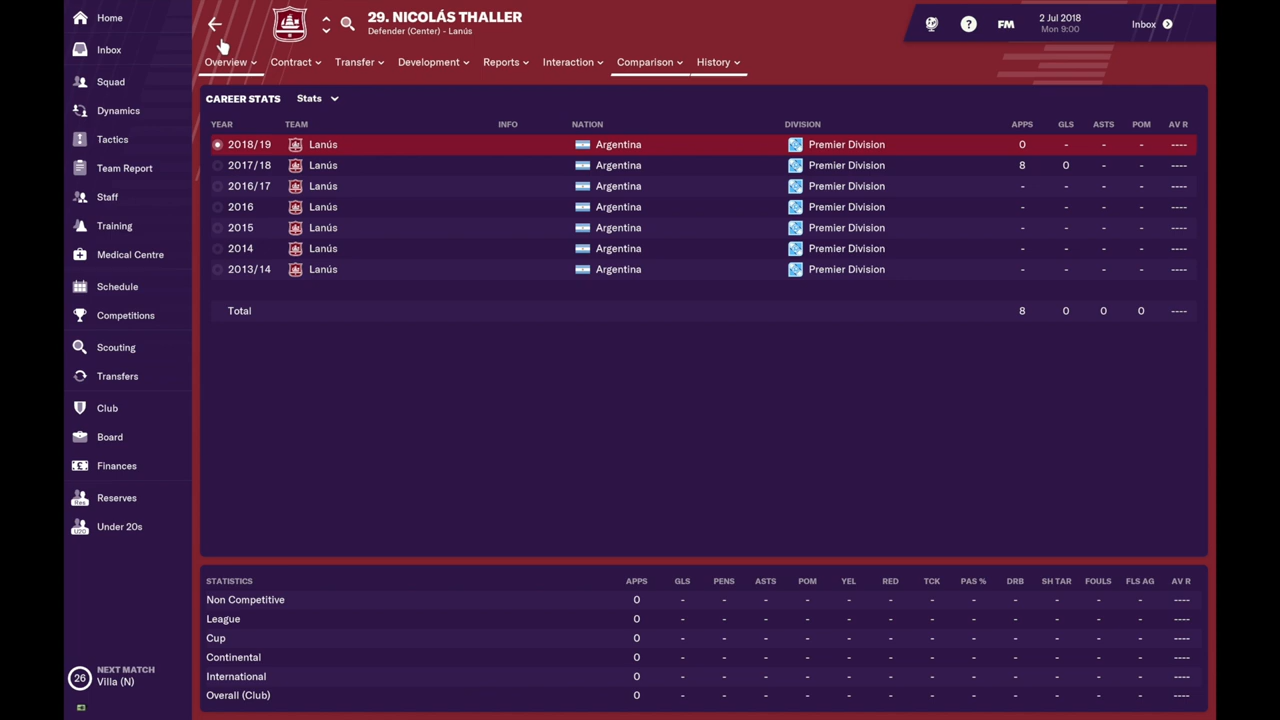 Home
Inbox
Squad
Dynamics
Tactics
Team Report
Staff
Training
Medical Centre
Schedule
Competitions
Scouting
Transfers
Club
Board
Finances
Reserves
Under 20s
NEXT MATCH
26 Villa (N)
29. NICOLÁS THALLER
Defender (Center) - Lanús
? FM 2 Jul 2018
Mon 9:00
Inbox
Overview Contract Transfer Development Reports Interaction Comparison History
CAREER STATS Stats
YEAR TEAM INFO NATION DIVISION APPS GLS ASTS POM AV R
2018/19 Lanús Argentina Premier Division 0 - - - ----
2017/18 Lanús Argentina Premier Division 8 0 - - ----
2016/17 Lanús Argentina Premier Division - - - - ----
2016 Lanús Argentina Premier Division - - - - ----
2015 Lanús Argentina Premier Division - - - - ----
2014 Lanús Argentina Premier Division - - - - ----
2013/14 Lanús Argentina Premier Division - - - - ----
Total 8 0 0 0 ----
STATISTICS APPS GLS PENS ASTS POM YEL RED TCK PAS % DRB SH TAR FOULS FLS AG AV R
Non Competitive 0 - - - - - - - - - - - - ----
League 0 - - - - - - - - - - - - ----
Cup 0 - - - - - - - - - - - - ----
Continental 0 - - - - - - - - - - - - ----
International 0 - - - - - - - - - - - - ----
Overall (Club) 0 - - - - - - - - - - - - ----